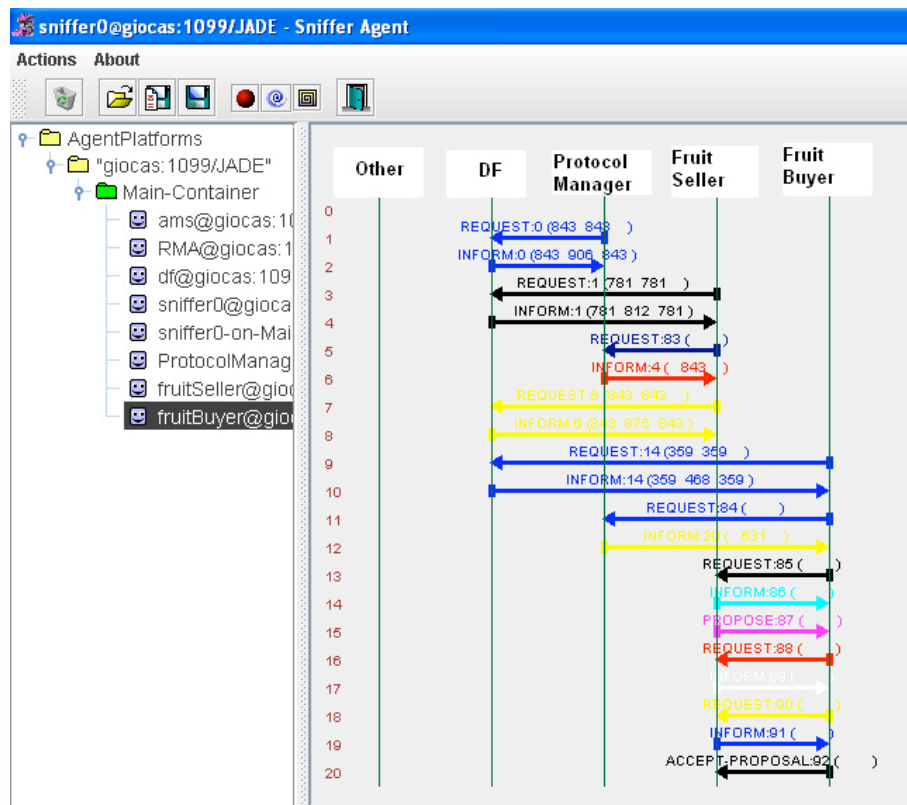 sniffer0@giocas:1099/JADE - Sniffer Agent
Actions About
AgentPlatforms
"giocas:1099/JADE"
Main-Container
ams@giocas:10
RMA@giocas:1
df@giocas:109
sniffer0@gioca
sniffer0-on-Mai
ProtocolManag
fruitSeller@gio
fruitBuyer@gio
Other
DF
Protocol
Manager
Fruit
Seller
Fruit
Buyer
0
REQUEST:0 (843 843 )
1
INFORM:0 (843 906 843 )
2
REQUEST:1 (781 781 )
3
INFORM:1 (781 812 781 )
4
REQUEST:83 ( )
5
INFORM:4 ( 843 )
6
REQUEST:6 (843 843 )
7
INFORM:6 (843 875 843 )
8
REQUEST:14 (359 359 )
9
INFORM:14 (359 468 359 )
10
REQUEST:84 ( )
11
INFORM:20 ( 531 )
12
REQUEST:85 ( )
13
INFORM:86 ( )
14
PROPOSE:87 ( )
15
REQUEST:88 ( )
16
INFORM:89 ( )
17
REQUEST:90 ( )
18
INFORM:91 ( )
19
ACCEPT-PROPOSAL:92 ( )
20